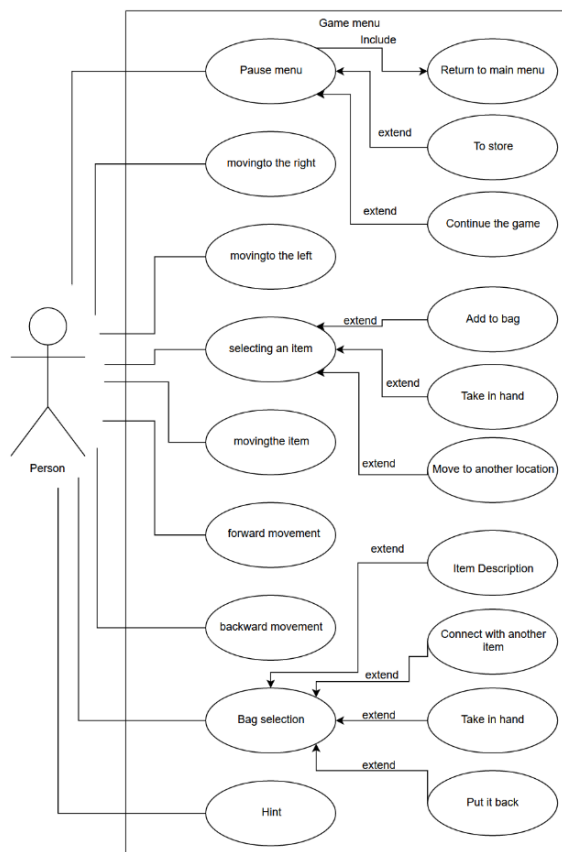 Game menu
Include
Pause menu
Return to main menu
extend
To store
movingto the right
extend
Continue the game
movingto the left
extend
Add to bag
selecting an item
extend
Take in hand
movingthe item
extend
Move to another location
Person
forward movement
extend
Item Description
backward movement
Connect with another
item
extend
Bag selection
extend
Take in hand
extend
Put it back
Hint